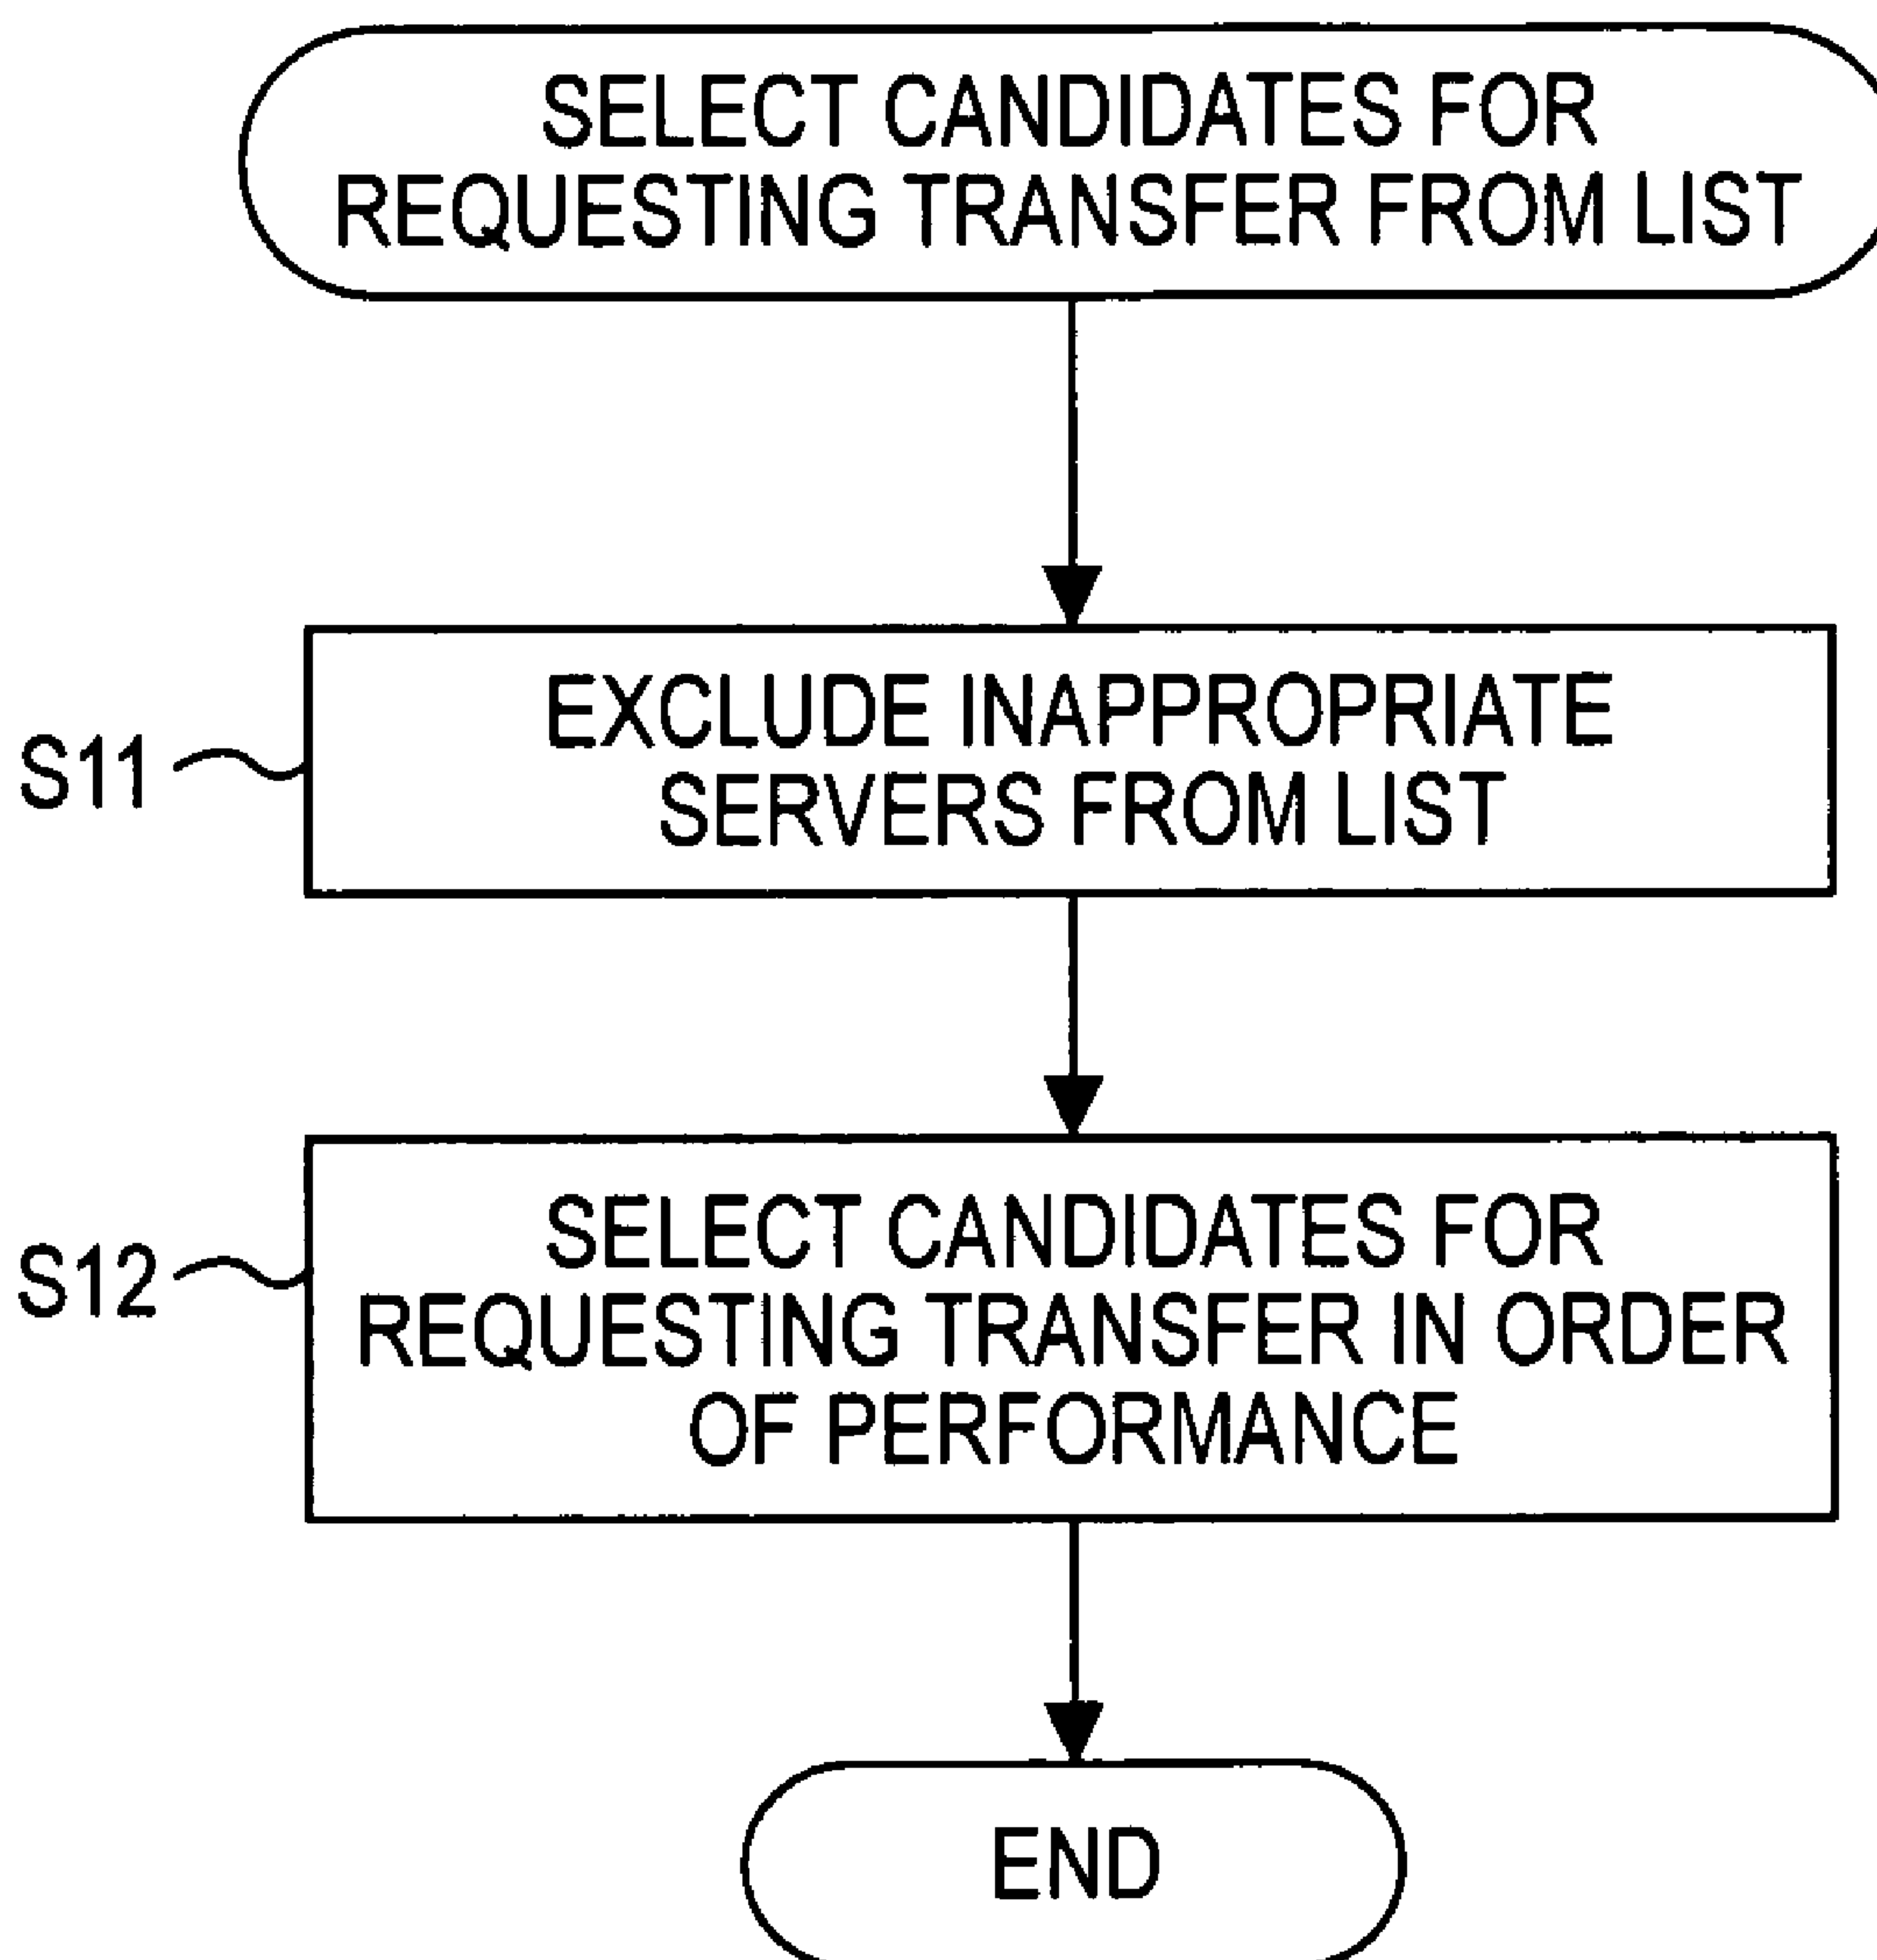 SELECT CANDIDATES FOR
REQUESTING TRANSFER FROM LIST
S11
EXCLUDE INAPPROPRIATE
SERVERS FROM LIST
S12
SELECT CANDIDATES FOR
REQUESTING TRANSFER IN ORDER
OF PERFORMANCE
END